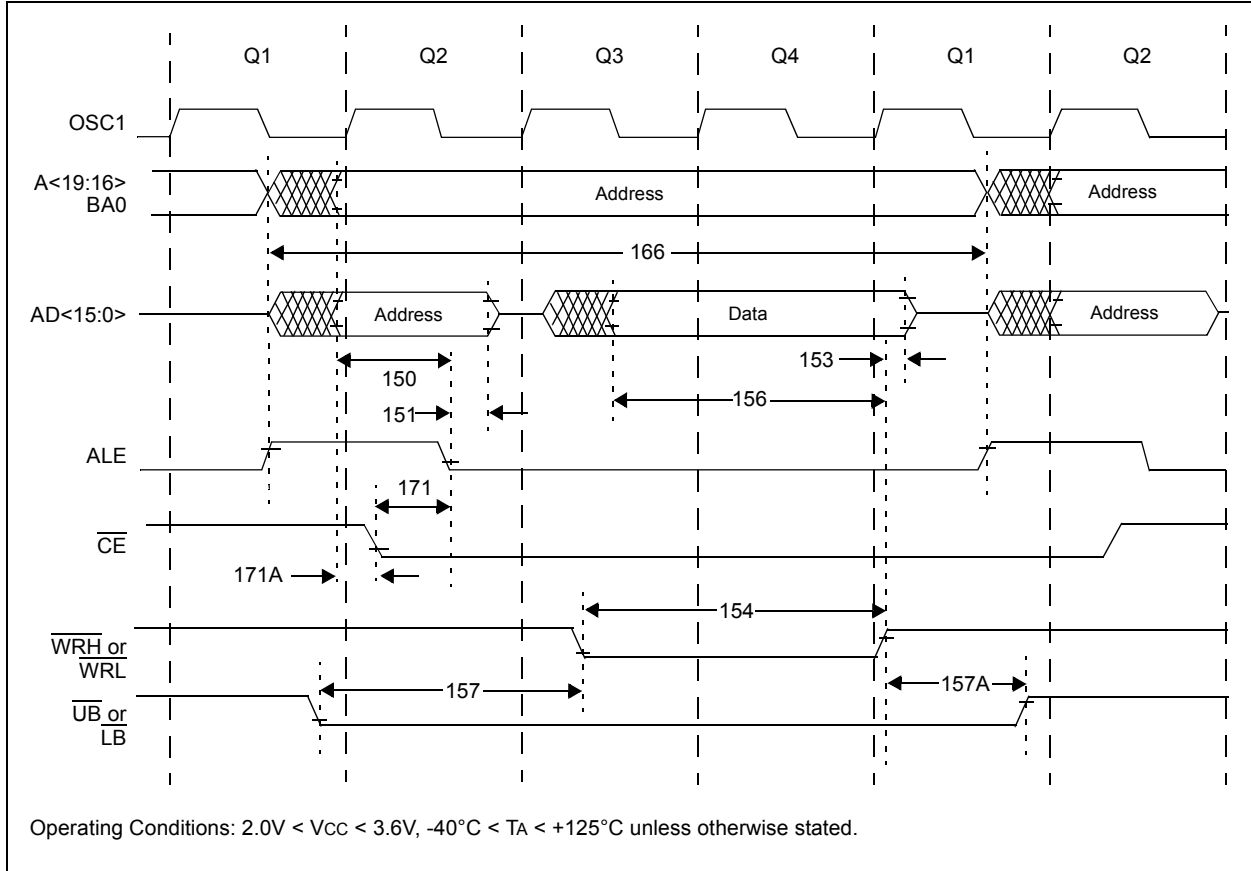 Q1 Q2 Q3 Q4 Q1 Q2
OSC1
A<19:16>
BA0
Address
Address
166
AD<15:0>
Address
Data
Address
150
153
151
156
ALE
171
CE
171A
154
WRH or
WRL
157
157A
UB or
LB
Operating Conditions: 2.0V < VCC < 3.6V, -40°C < TA < +125°C unless otherwise stated.